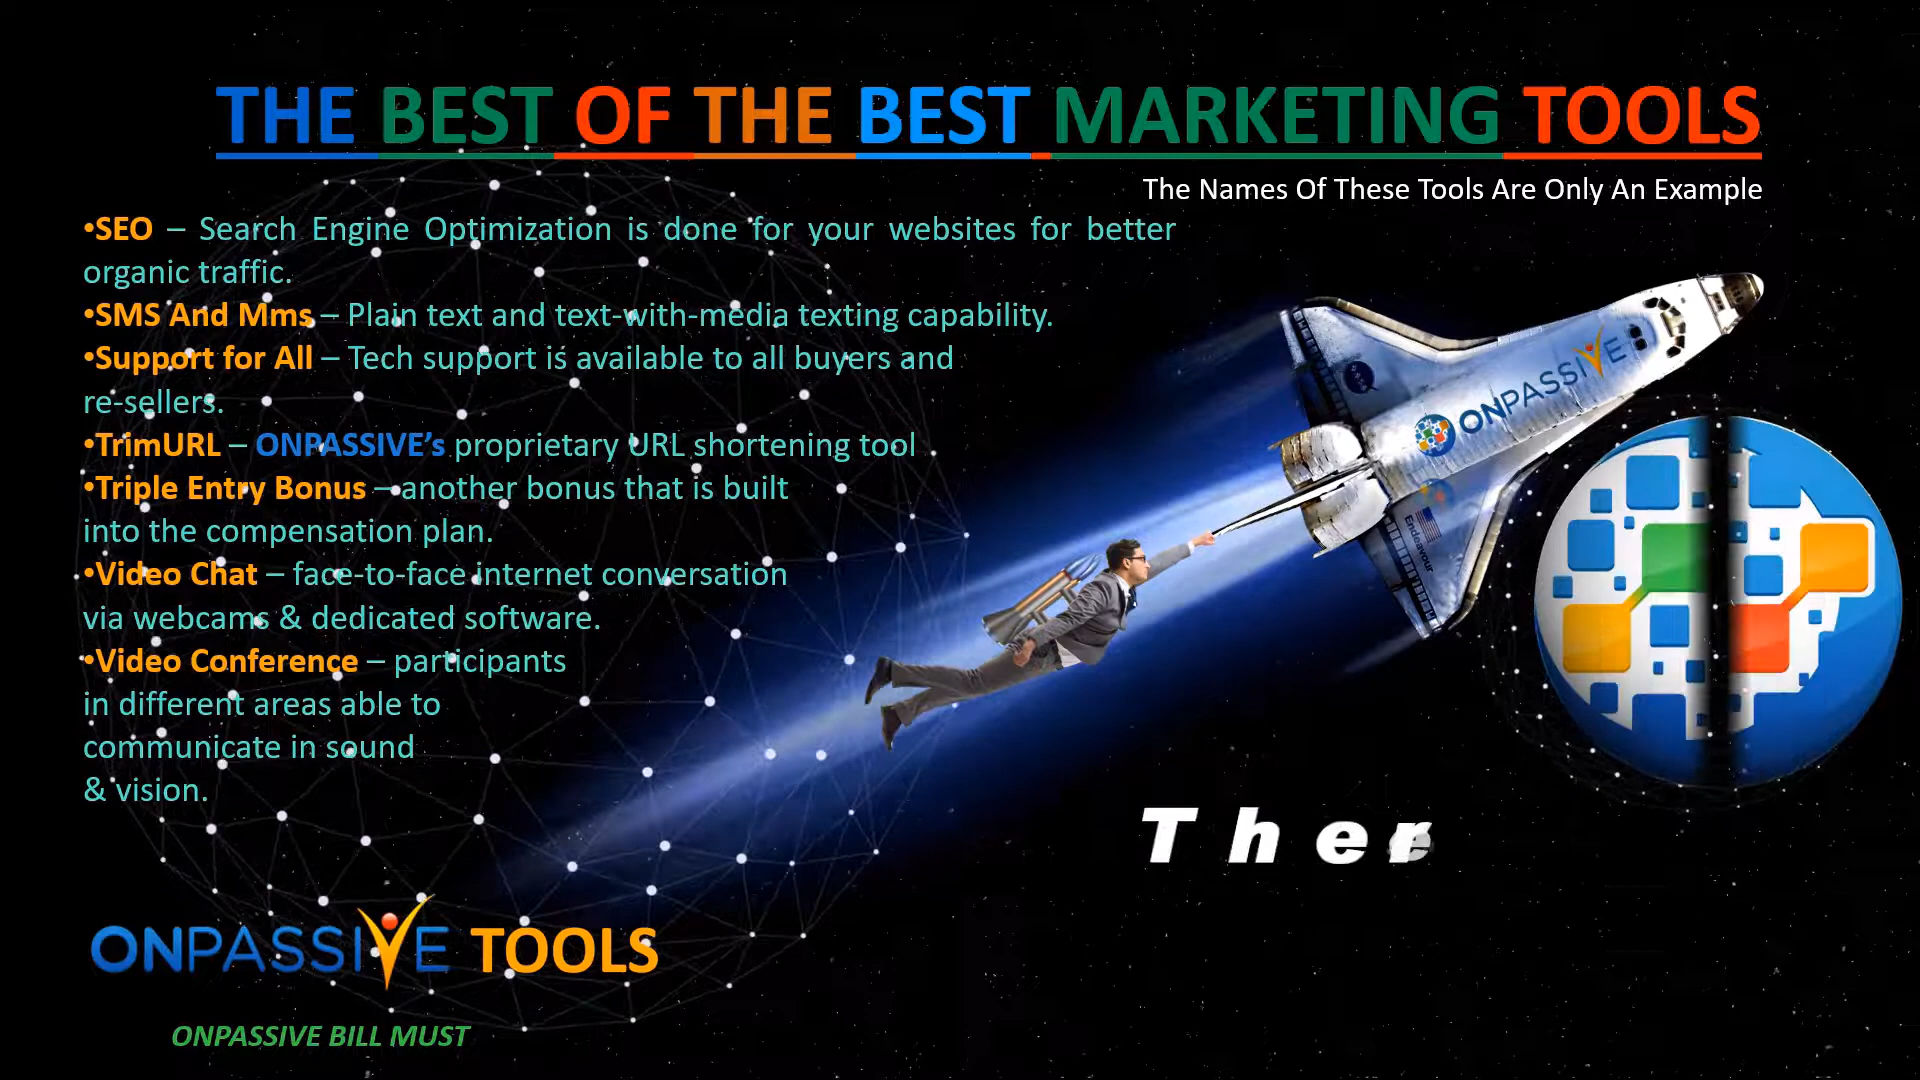 THE BEST OF THE BEST MARKETING TOOLS
The Names Of These Tools Are Only An Example
•SEO – Search Engine Optimization is done for your websites for better
organic traffic.
•SMS And Mms – Plain text and text-with-media texting capability.
•Support for All – Tech support is available to all buyers and
re-sellers.
•TrimURL – ONPASSIVE’s proprietary URL shortening tool
•Triple Entry Bonus – another bonus that is built
into the compensation plan.
•Video Chat – face-to-face internet conversation
via webcams & dedicated software.
•Video Conference – participants
in different areas able to
communicate in sound
& vision.
ONPASSIVE
Endeavour
Ther
ONPASSIVE TOOLS
ONPASSIVE BILL MUST